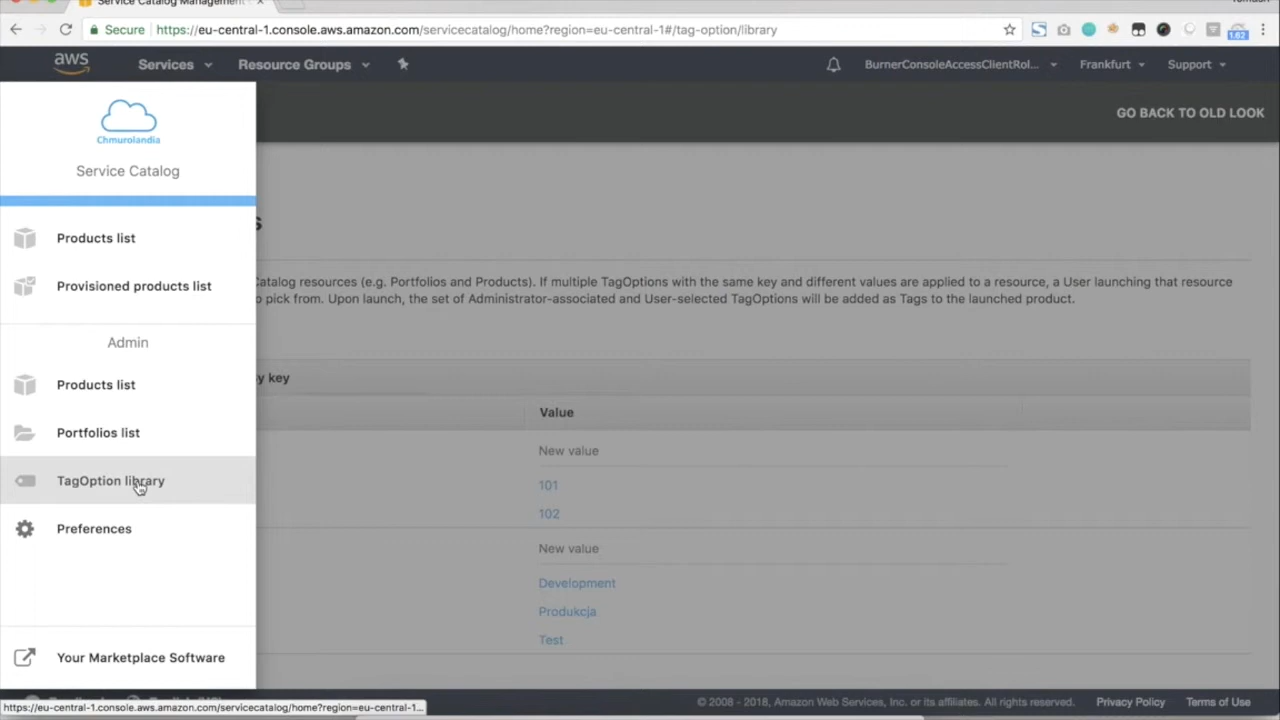 Service Catalog Management
Secure https://eu-central-1.console.aws.amazon.com/servicecatalog/home?region=eu-central-1#/tag-option/library
1.62
aws Services Resource Groups BurnerConsoleAccessClientRol... Frankfurt Support
GO BACK TO OLD LOOK
Chmurolandia
Service Catalog
Products list
Provisioned products list
Admin
Products list
Portfolios list
TagOption library
Preferences
Your Marketplace Software
s
Catalog resources (e.g. Portfolios and Products). If multiple TagOptions with the same key and different values are applied to a resource, a User launching that resource
o pick from. Upon launch, the set of Administrator-associated and User-selected TagOptions will be added as Tags to the launched product.
y key
Value
New value
101
102
New value
Development
Produkcja
Test
© 2008 - 2018, Amazon Web Services, Inc. or its affiliates. All rights reserved. Privacy Policy Terms of Use
https://eu-central-1.console.aws.amazon.com/servicecatalog/home?region=eu-central-1...